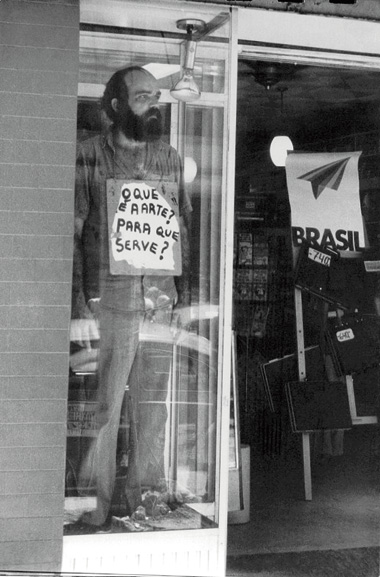 O QUE
É A ARTE?
PARA QUE
SERVE?
BRASIL